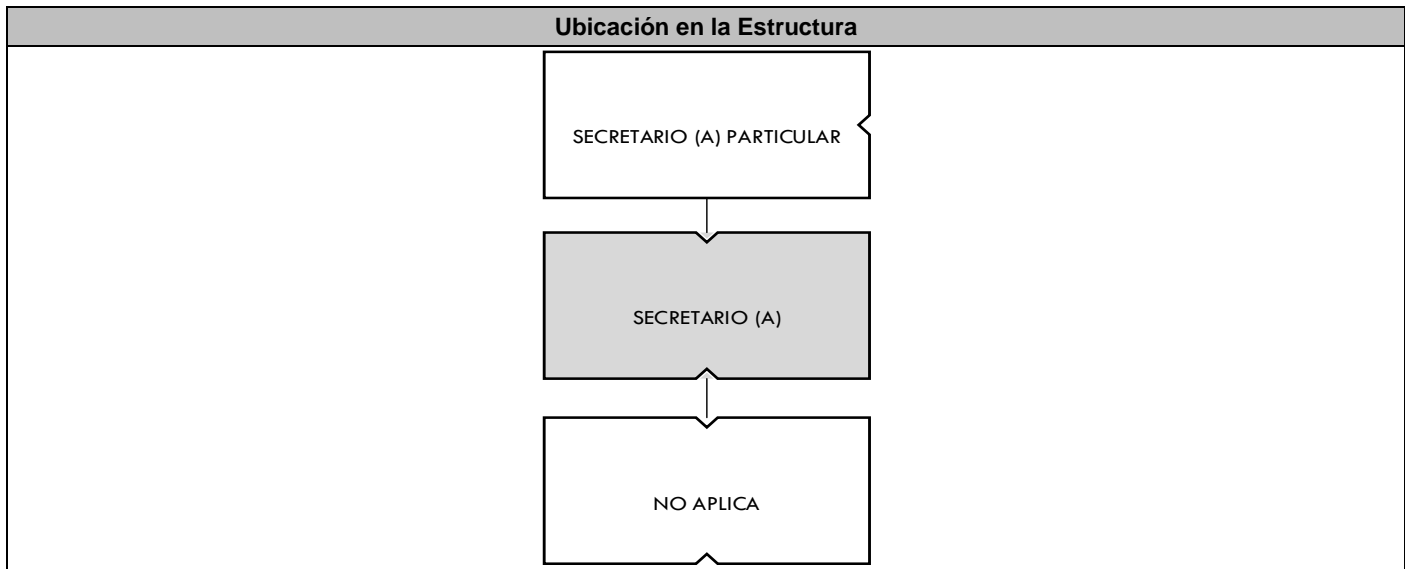 Ubicación en la Estructura
SECRETARIO (A) PARTICULAR
SECRETARIO (A)
NO APLICA